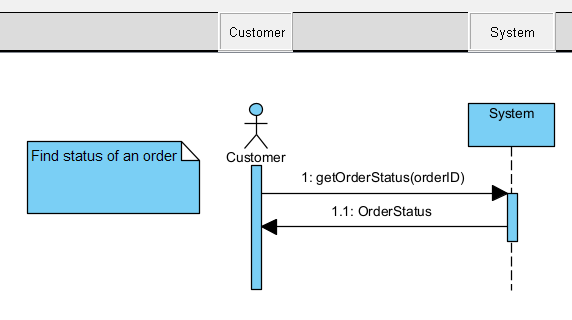 Customer
System
System
Find status of an order
Customer
1: getOrderStatus(orderID)
1.1: OrderStatus